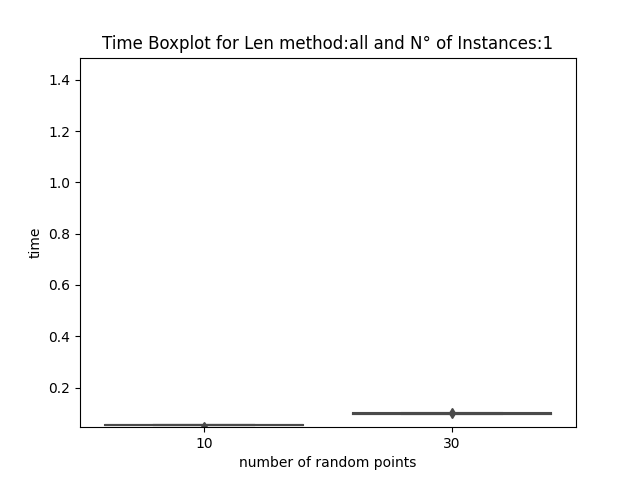 Time Boxplot for Len method:all and N° of Instances:1
1.4
1.2
1.0
0.8
0.6
0.4
0.2
time
10 30
number of random points